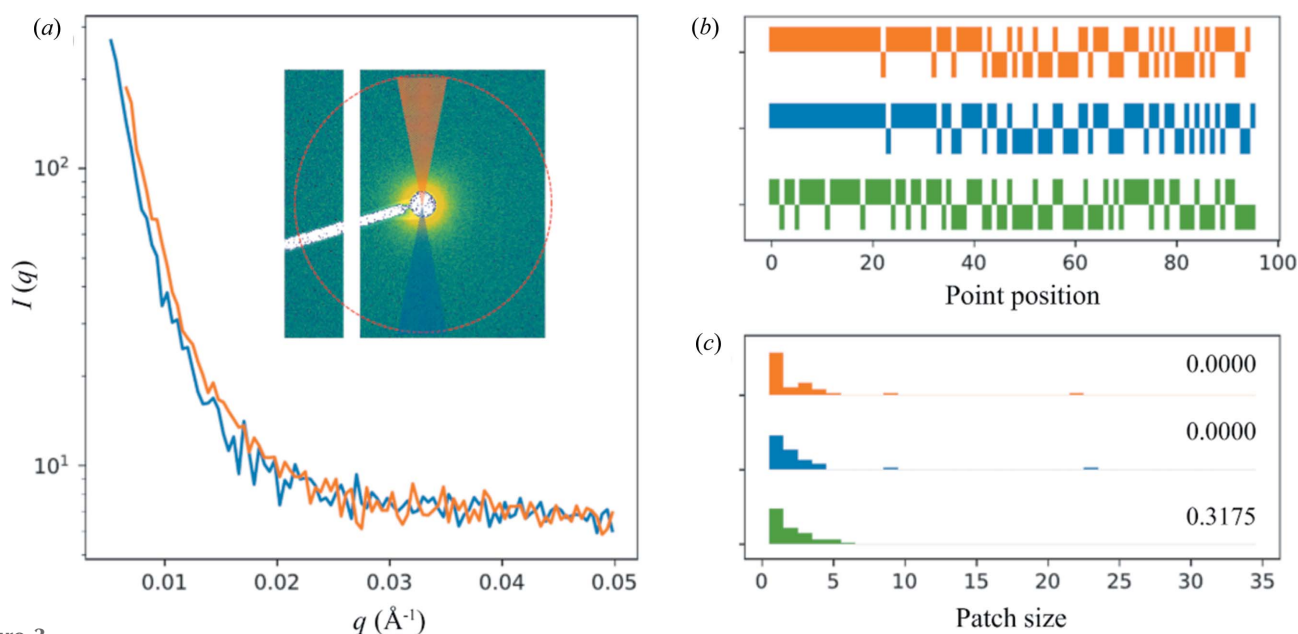 (a)
10²
10¹
I (q)
0.01 0.02 0.03 0.04 0.05
q (Å⁻¹)
(b)
0 20 40 60 80 100
Point position
(c)
0.0000
0.0000
0.3175
0 5 10 15 20 25 30 35
Patch size